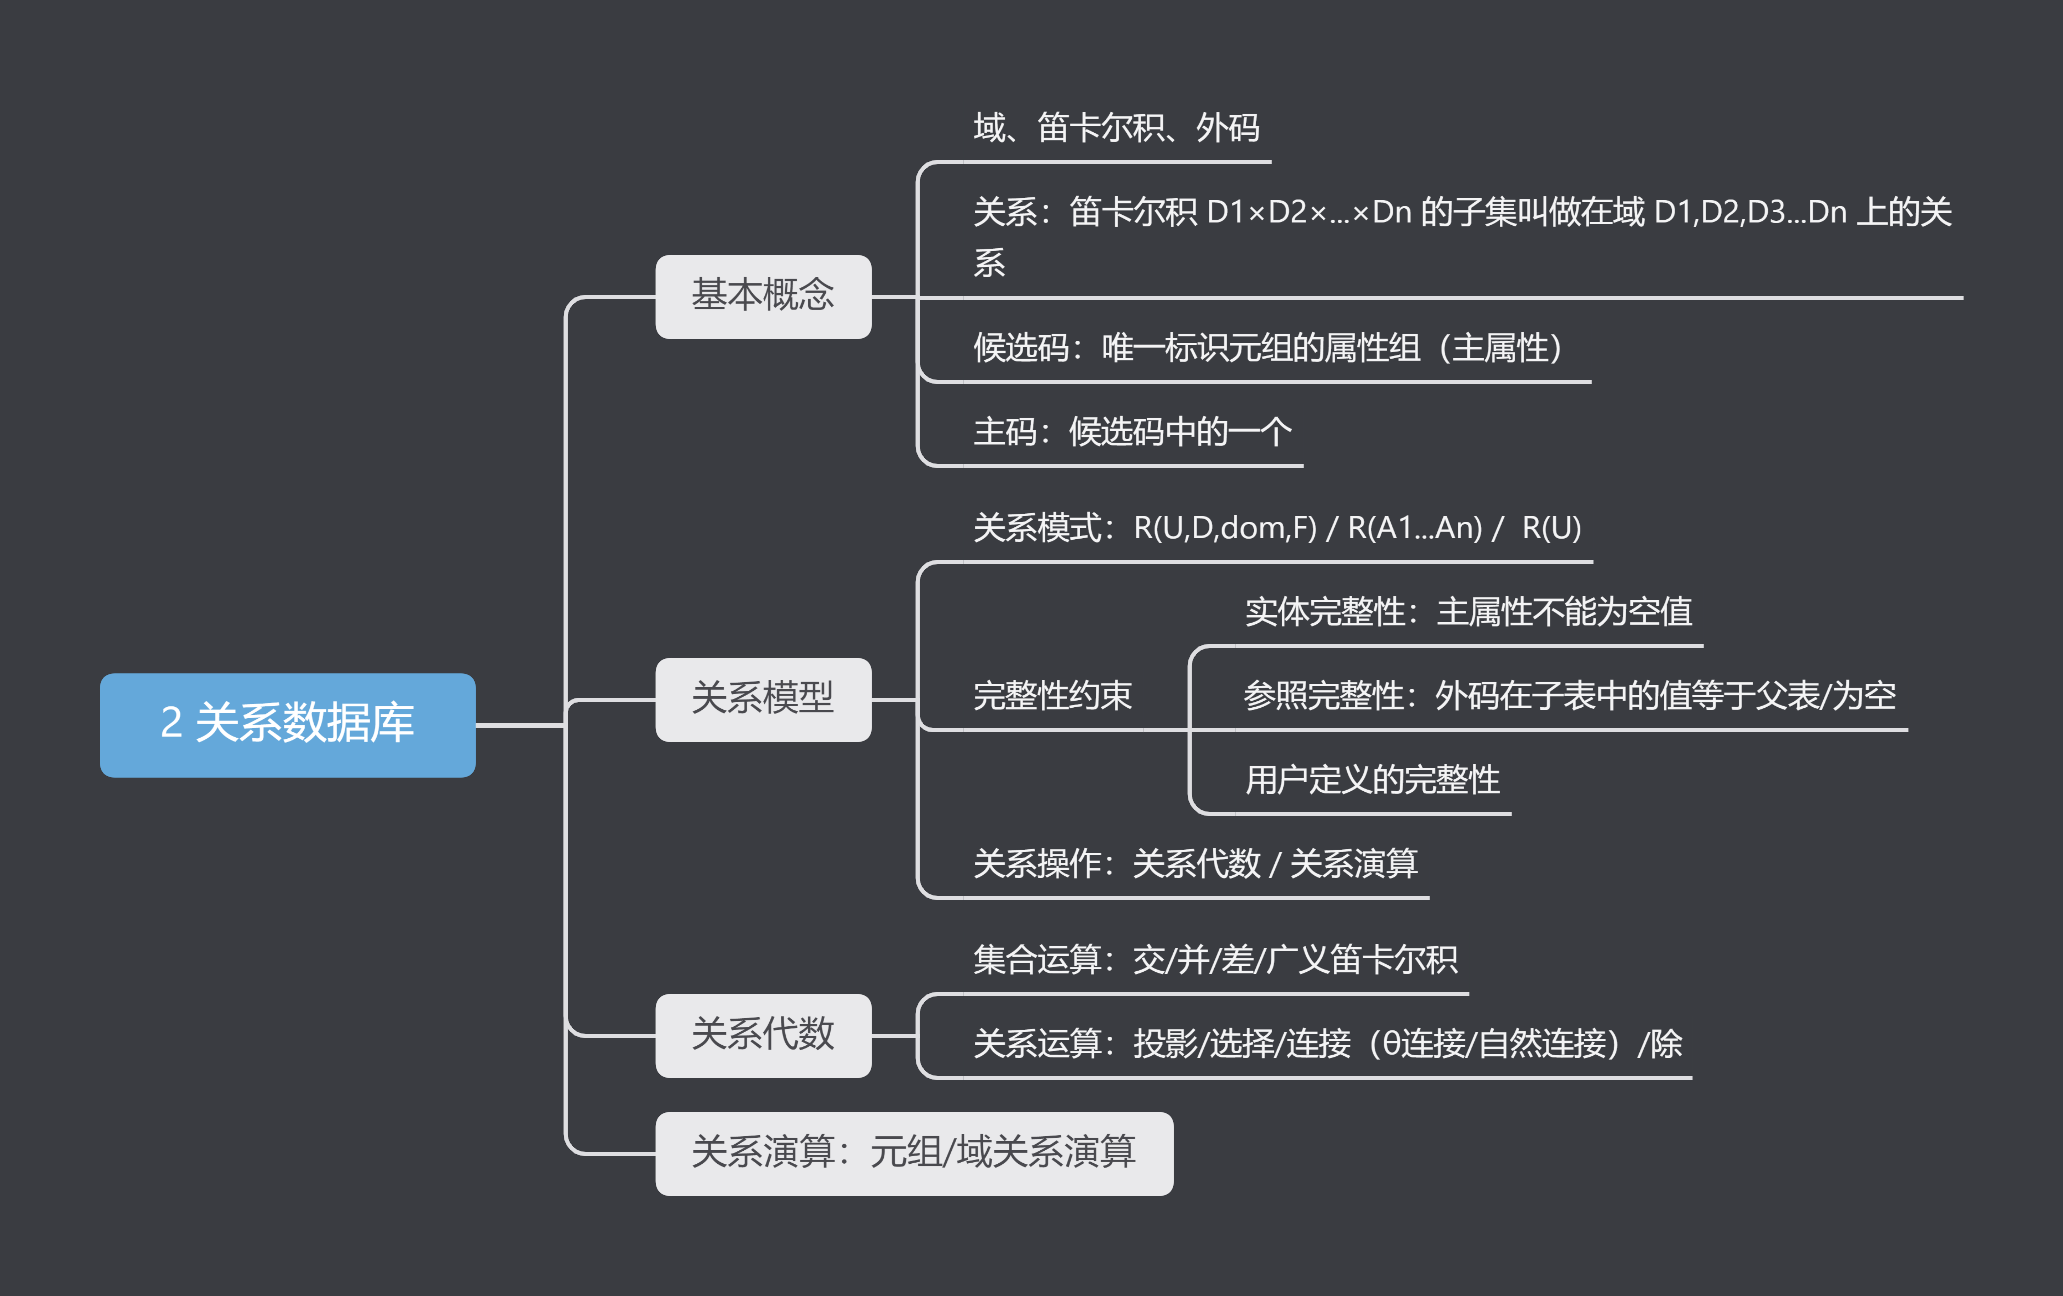 域、笛卡尔积、外码
关系：笛卡尔积 D1×D2×...×Dn 的子集叫做在域 D1,D2,D3...Dn 上的关
系
基本概念
候选码：唯一标识元组的属性组（主属性）
主码：候选码中的一个
关系模式：R(U,D,dom,F) / R(A1...An) /  R(U)
实体完整性：主属性不能为空值
关系模型
完整性约束
参照完整性：外码在子表中的值等于父表/为空
2 关系数据库
用户定义的完整性
关系操作：关系代数 / 关系演算
集合运算：交/并/差/广义笛卡尔积
关系代数
关系运算：投影/选择/连接（θ连接/自然连接）/除
关系演算：元组/域关系演算